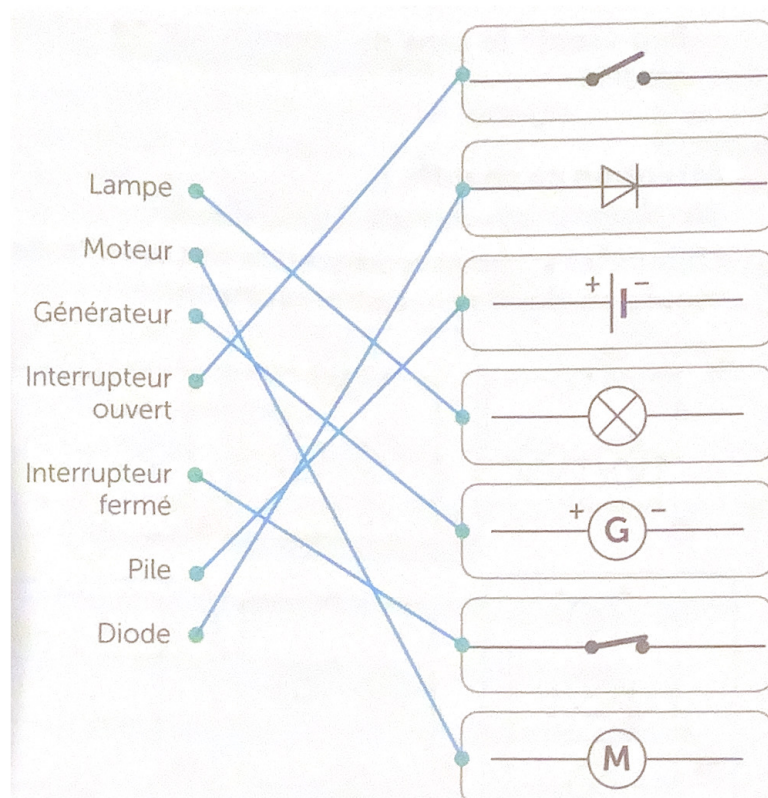 Lampe
Moteur
Générateur
Interrupteur
ouvert
Interrupteur
fermé
Pile
Diode
+ −
+ G −
M